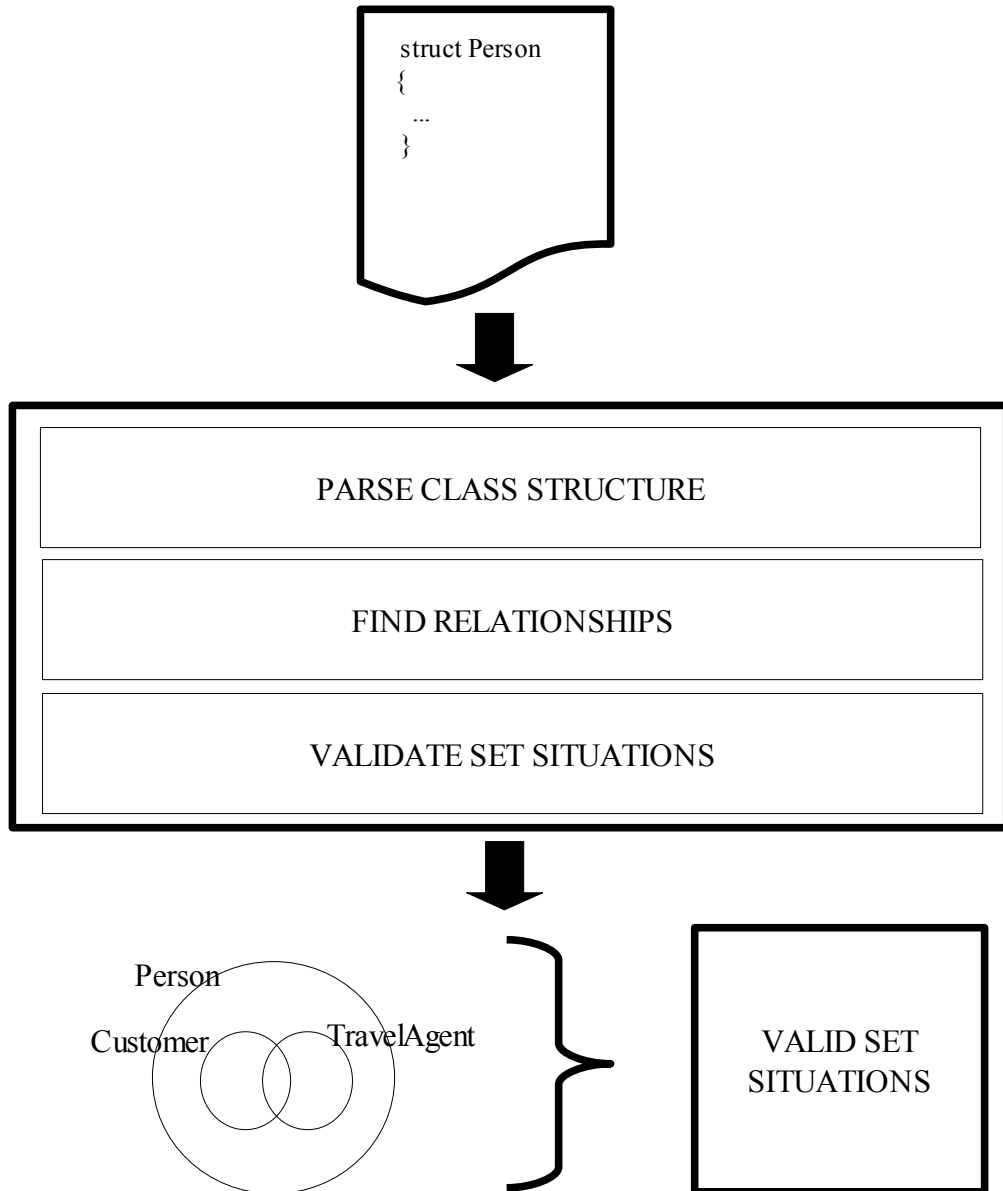 struct Person
{
...
}
PARSE CLASS STRUCTURE
FIND RELATIONSHIPS
VALIDATE SET SITUATIONS
Person
Customer
TravelAgent
VALID SET
SITUATIONS